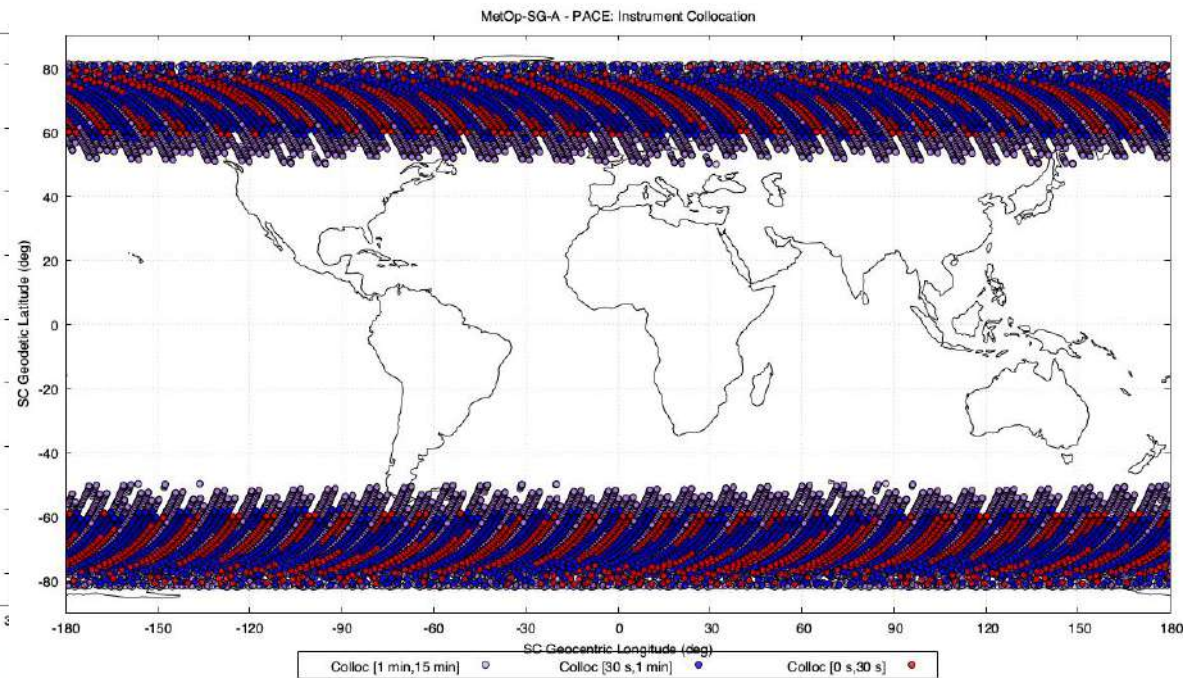 MetOp-SG-A - PACE: Instrument Collocation
80
60
40
20
0
-20
-40
-60
-80
SC Geodetic Latitude (deg)
-180 -150 -120 -90 -60 -30 0 30 60 90 120 150 180
SC Geocentric Longitude (deg)
Colloc [1 min,15 min] Colloc [30 s,1 min] Colloc [0 s,30 s]